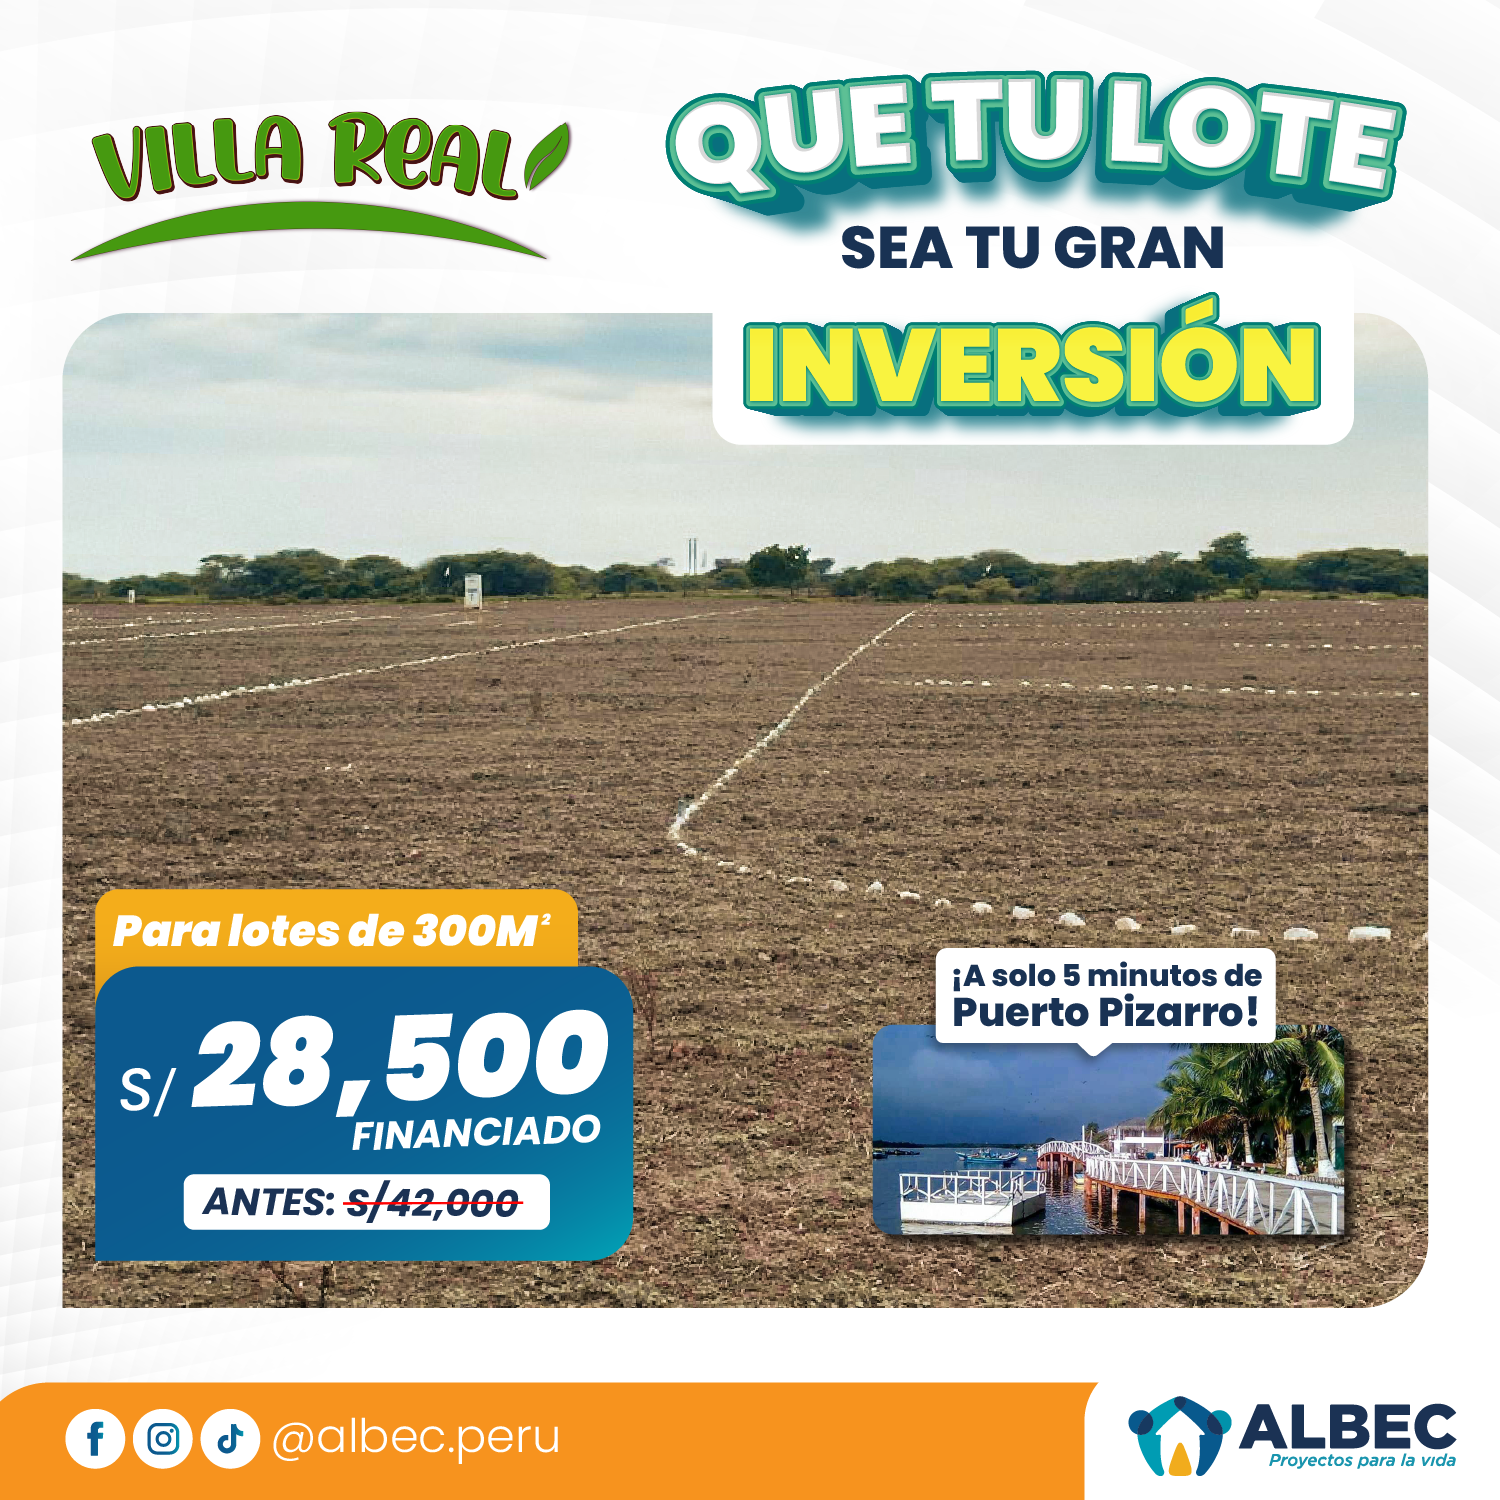 VILLA REAL
QUE TU LOTE
SEA TU GRAN
INVERSIÓN
Para lotes de 300M²
S/ 28,500
FINANCIADO
ANTES: S/42,000
¡A solo 5 minutos de
Puerto Pizarro!
@albec.peru
ALBEC
Proyectos para la vida